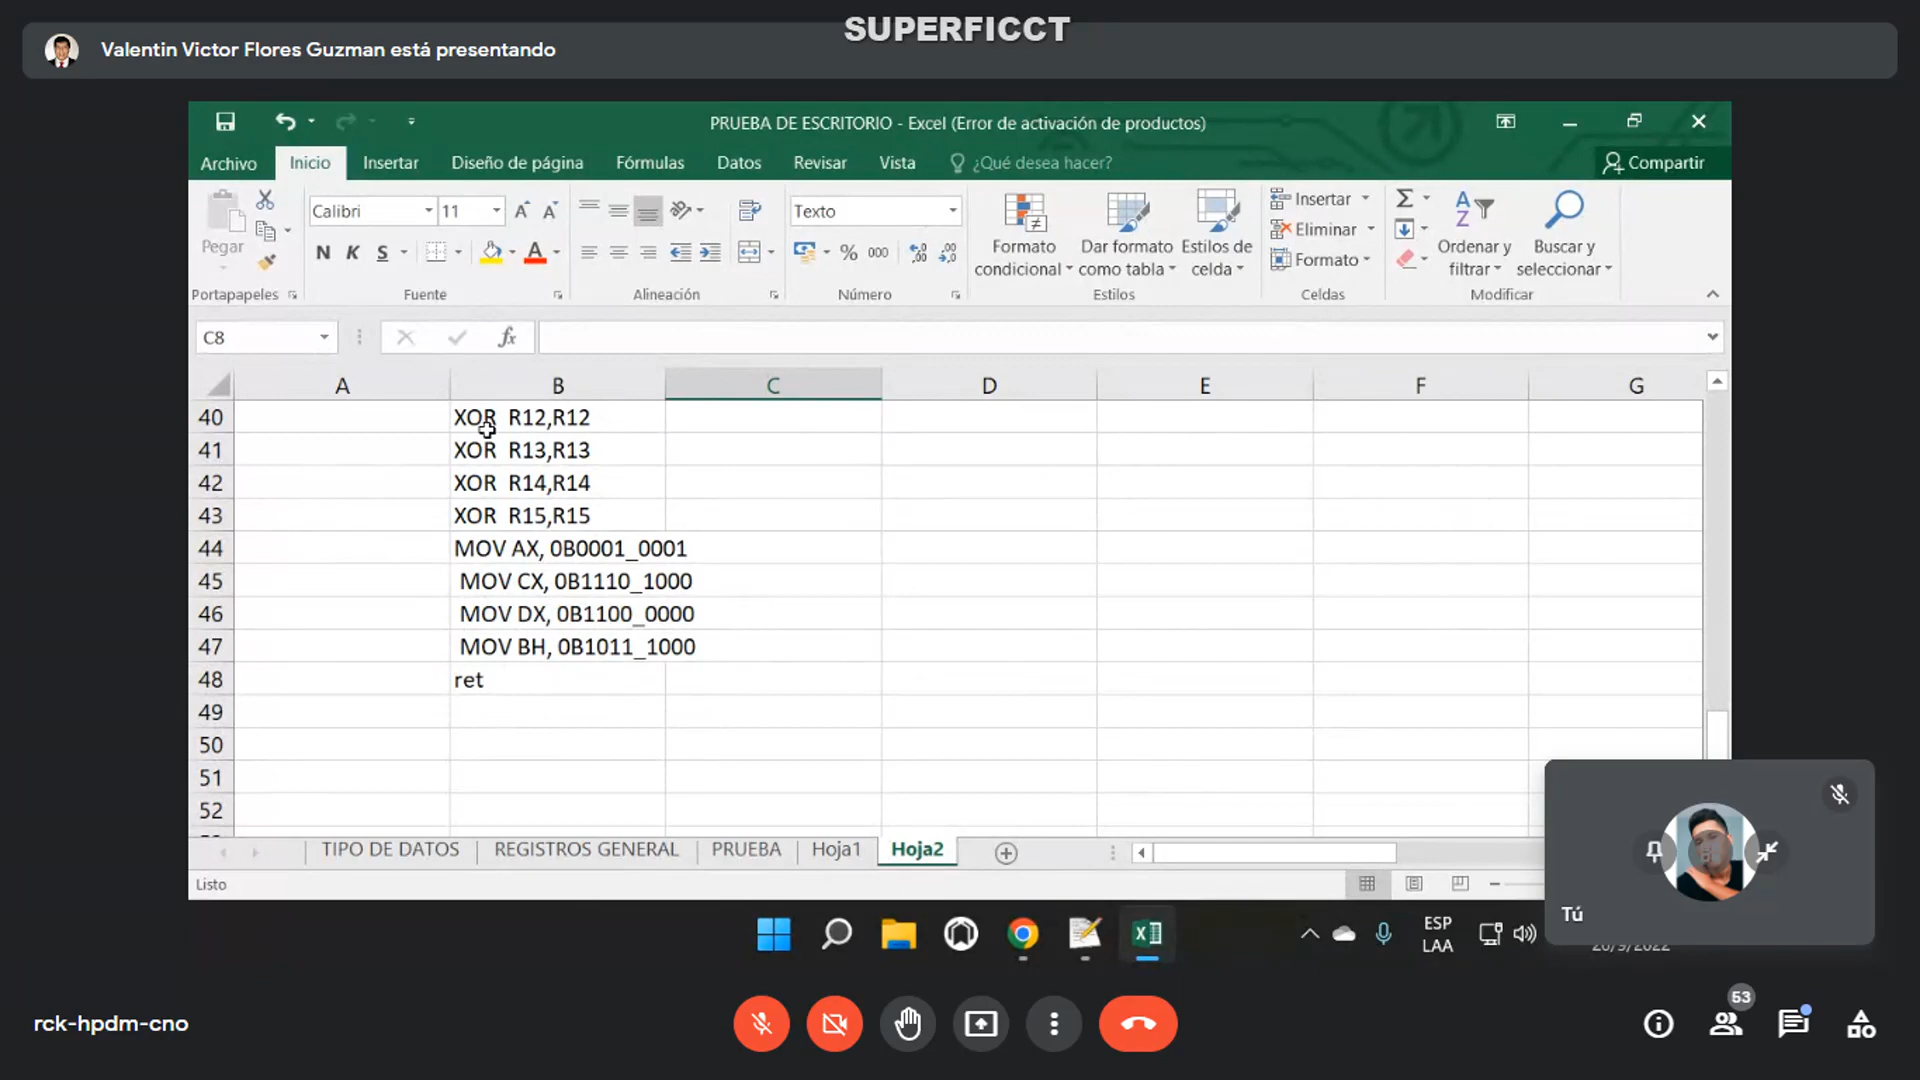 SUPERFICCT
Valentin Victor Flores Guzman está presentando
PRUEBA DE ESCRITORIO - Excel (Error de activación de productos)
Archivo Inicio Insertar Diseño de página Fórmulas Datos Revisar Vista ¿Qué desea hacer? Compartir
Pegar
Calibri 11
N K S
Texto
% 000
Formato condicional
Dar formato como tabla
Estilos de celda
Insertar
Eliminar
Formato
Ordenar y filtrar
Buscar y seleccionar
Portapapeles Fuente Alineación Número Estilos Celdas Modificar
C8 fx
A B C D E F G
40 XOR R12,R12
41 XOR R13,R13
42 XOR R14,R14
43 XOR R15,R15
44 MOV AX, 0B0001_0001
45 MOV CX, 0B1110_1000
46 MOV DX, 0B1100_0000
47 MOV BH, 0B1011_1000
48 ret
49
50
51
52
TIPO DE DATOS REGISTROS GENERAL PRUEBA Hoja1 Hoja2
Listo
Tú
ESP
LAA
rck-hpdm-cno
53